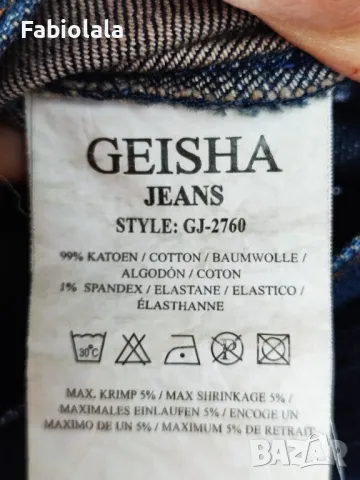 From: Fabiolala
GEISHA
JEANS
STYLE: GJ-2760
99% KATOEN / COTTON / BAUMWOLLE /
ALGODÓN / COTON
1% SPANDEX / ELASTANE / ELASTICO /
ÉLASTHANNE
30°C
P
MAX. KRIMP 5% / MAX SHRINKAGE 5% /
MAXIMALES EINLAUFEN 5% / ENCOGE UN
MAXIMO DE UN 5% / MAXIMUM 5% DE RETRAIT
BAZAR